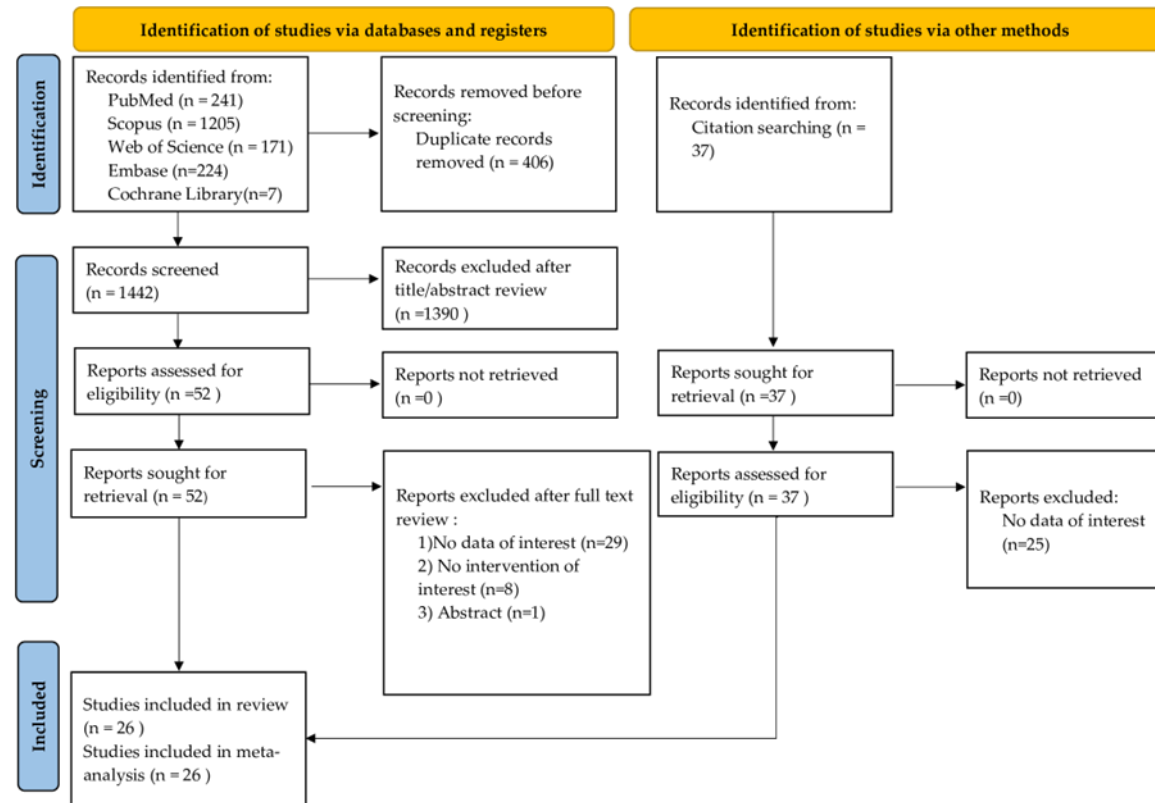 Identification of studies via databases and registers
Identification of studies via other methods
Identification
Records identified from:
PubMed (n = 241)
Scopus (n = 1205)
Web of Science (n = 171)
Embase (n=224)
Cochrane Library(n=7)
Records removed before
screening:
Duplicate records
removed (n = 406)
Records identified from:
Citation searching (n =
37)
Screening
Records screened
(n = 1442)
Records excluded after
title/abstract review
(n =1390 )
Reports assessed for
eligibility (n =52 )
Reports not retrieved
(n =0 )
Reports sought for
retrieval (n =37 )
Reports not retrieved
(n =0)
Reports sought for
retrieval (n = 52)
Reports excluded after full text
review :
1)No data of interest (n=29)
2) No intervention of
interest (n=8)
3) Abstract (n=1)
Reports assessed for
eligibility (n = 37 )
Reports excluded:
No data of interest
(n=25)
Included
Studies included in review
(n = 26 )
Studies included in meta-
analysis (n = 26 )